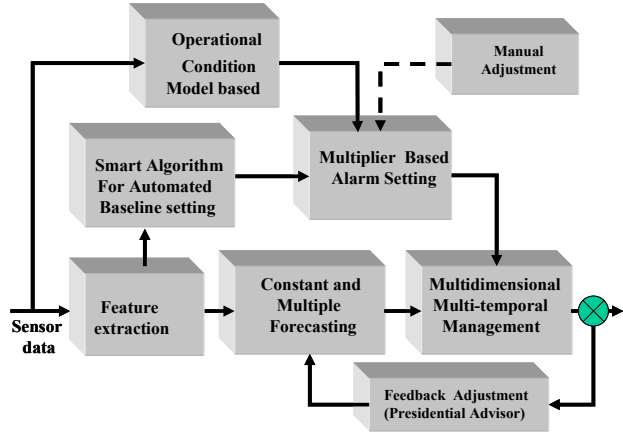 Operational
Condition
Model based
Manual
Adjustment
Smart Algorithm
For Automated
Baseline setting
Multiplier Based
Alarm Setting
Sensor
data
Feature
extraction
Constant and
Multiple
Forecasting
Multidimensional
Multi-temporal
Management
Feedback Adjustment
(Presidential Advisor)